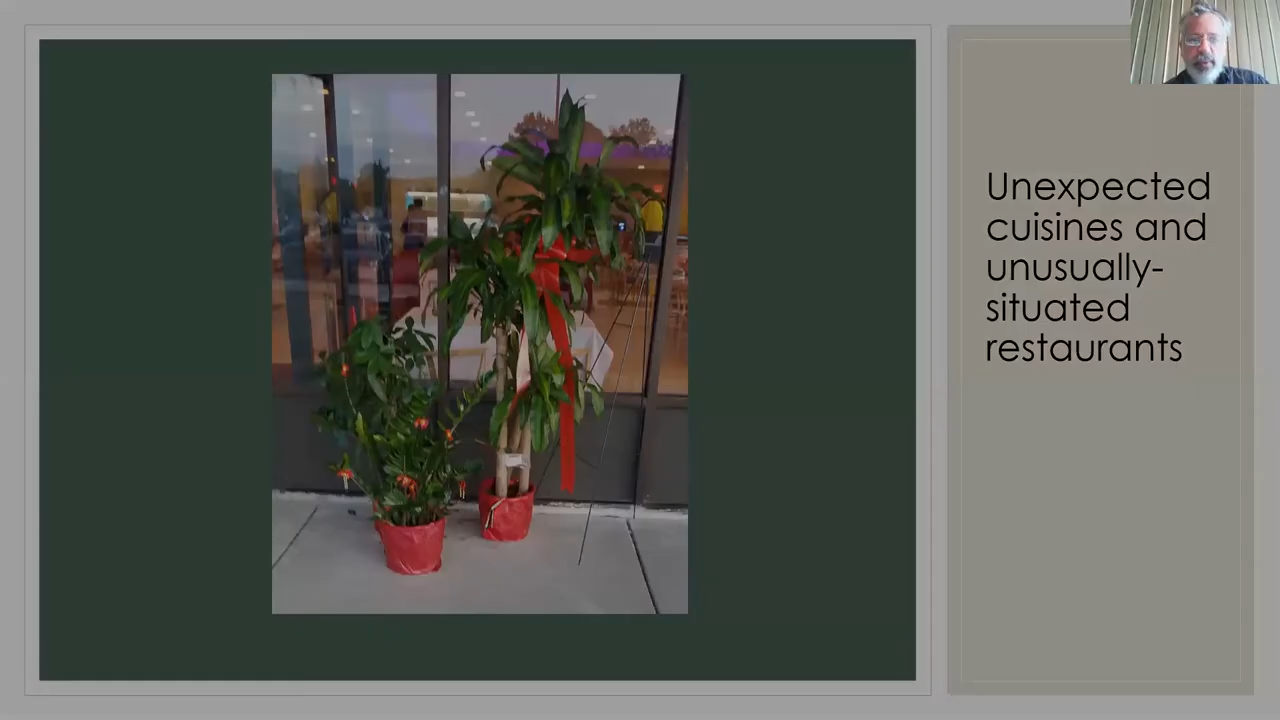 Unexpected
cuisines and
unusually-
situated
restaurants